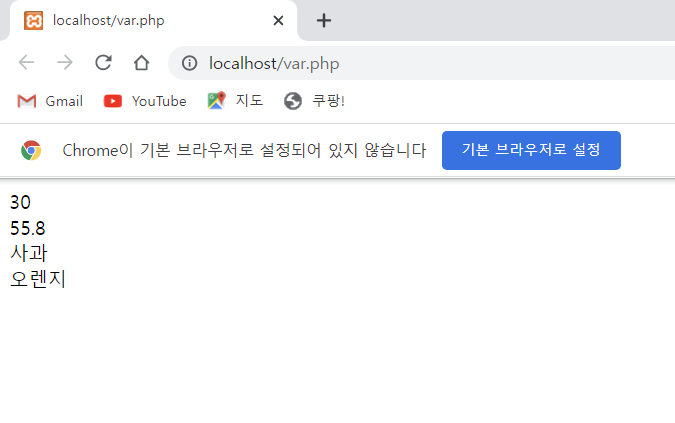 localhost/var.php
localhost/var.php
Gmail YouTube 지도 쿠팡!
Chrome이 기본 브라우저로 설정되어 있지 않습니다 기본 브라우저로 설정
30
55.8
사과
오렌지